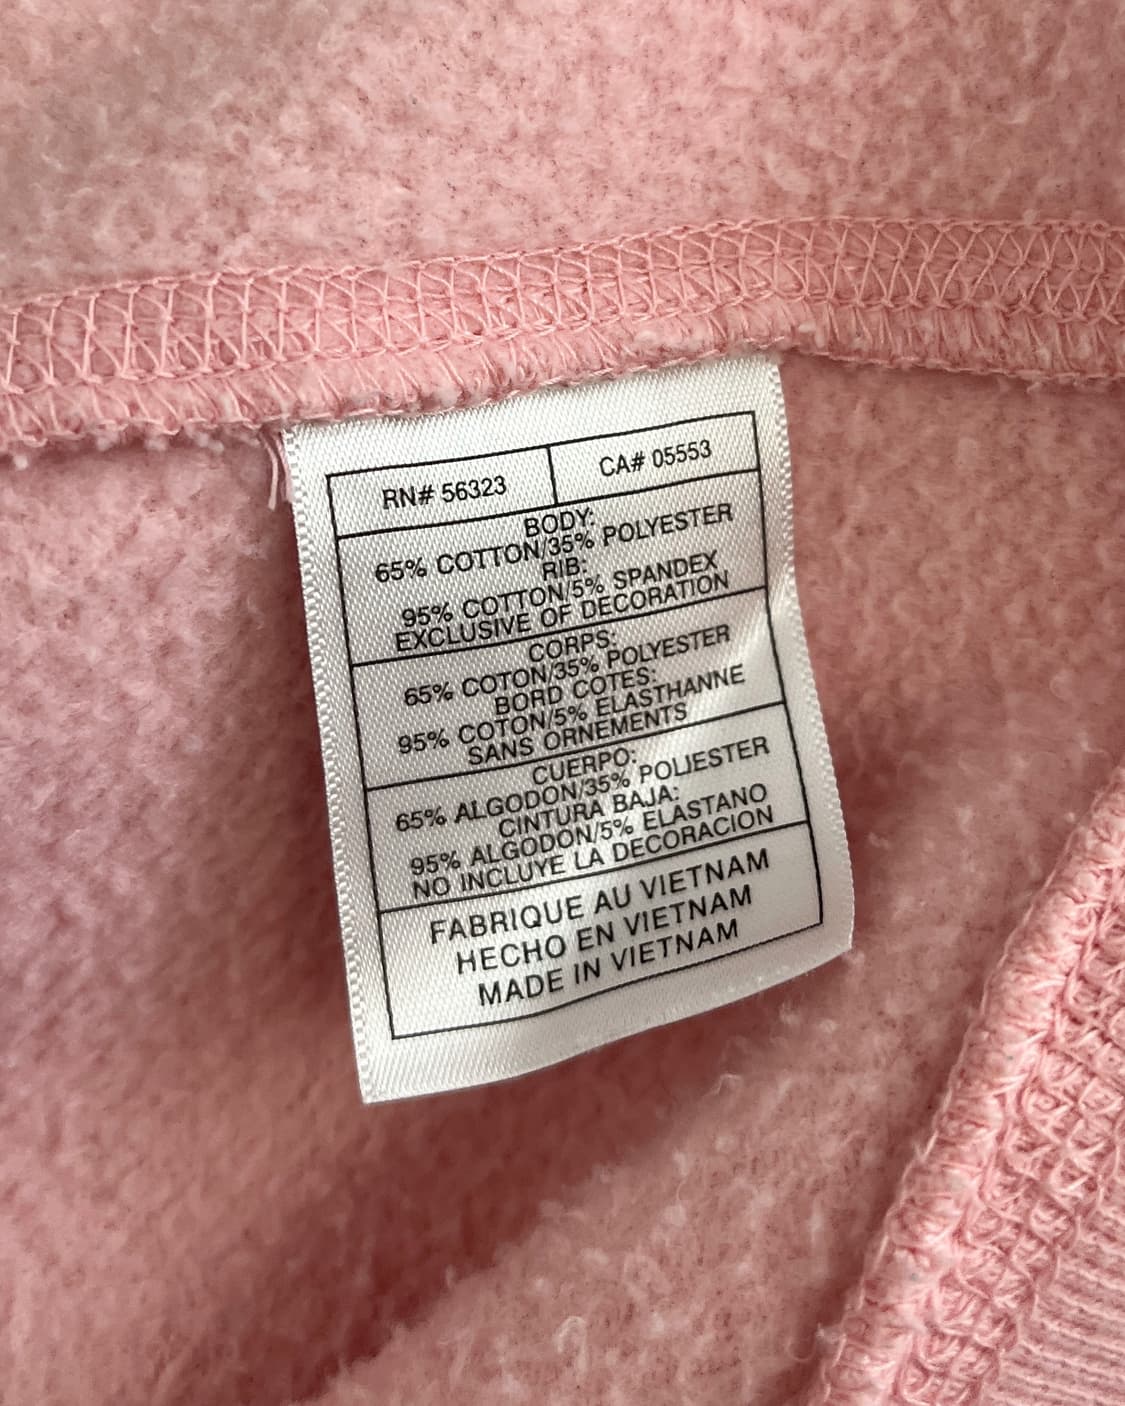 RN# 56323
CA# 05553
BODY:
65% COTTON/35% POLYESTER
RIB:
95% COTTON/5% SPANDEX
EXCLUSIVE OF DECORATION
CORPS:
65% COTON/35% POLYESTER
BORD COTES:
95% COTON/5% ELASTHANNE
SANS ORNEMENTS
CUERPO:
65% ALGODON/35% POLIESTER
CINTURA BAJA:
95% ALGODON/5% ELASTANO
NO INCLUYE LA DECORACION
FABRIQUE AU VIETNAM
HECHO EN VIETNAM
MADE IN VIETNAM